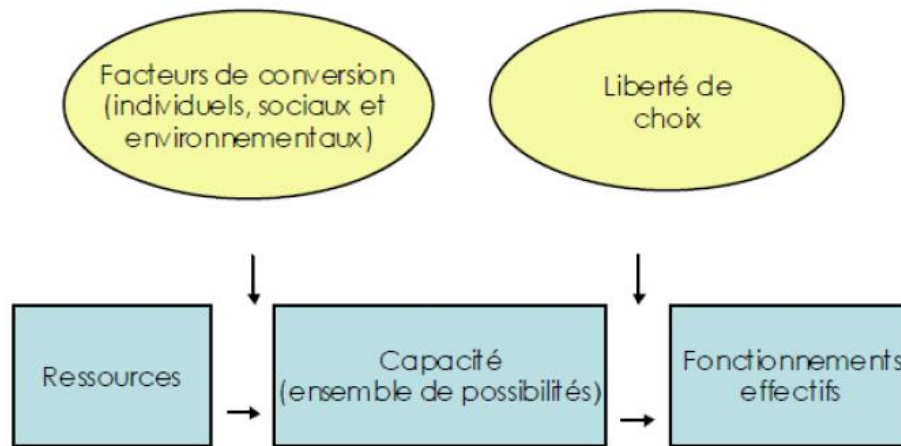 Facteurs de conversion
(individuels, sociaux et
environnementaux)
Liberté de
choix
Ressources
Capacité
(ensemble de possibilités)
Fonctionnements
effectifs